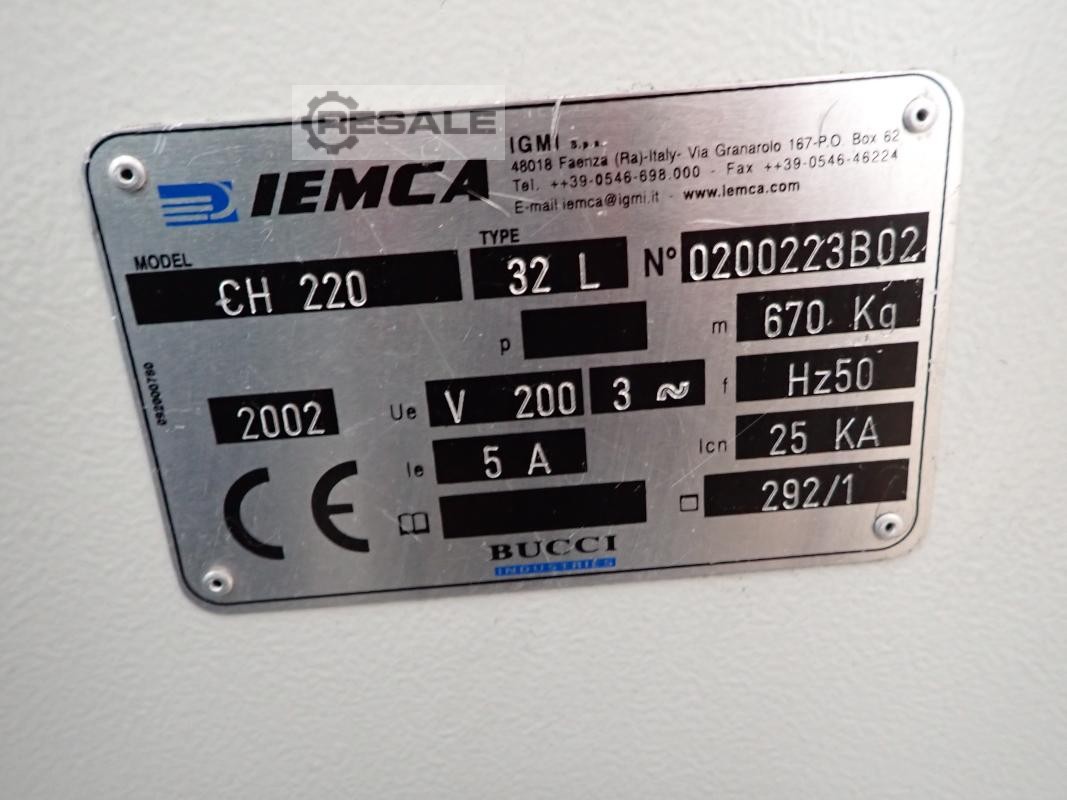 RESALE
IEMCA
IGMI s.p.a.
48018 Faenza (Ra)-Italy- Via Granarolo 167-P.O. Box 62
Tel. ++39-0546-698.000 - Fax ++39-0546-46224
E-mail iemca@igmi.it - www.iemca.com
MODEL CH 220 TYPE 32 L N° 0200223B02
p m 670 Kg
2002 Ue V 200 3 ~ f Hz50
Ie 5 A Icn 25 KA
CE 292/1
BUCCI
INDUSTRIES